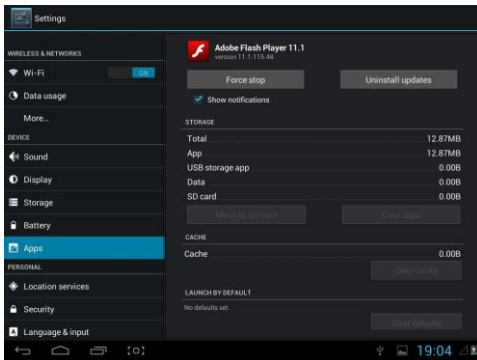 Settings
WIRELESS & NETWORKS
Wi-Fi ON
Data usage
More...
DEVICE
Sound
Display
Storage
Battery
Apps
PERSONAL
Location services
Security
Language & input
Adobe Flash Player 11.1
version 11.1.115.48
Force stop Uninstall updates
Show notifications
STORAGE
Total 12.87MB
App 12.87MB
USB storage app 0.00B
Data 0.00B
SD card 0.00B
Move to SD card Clear data
CACHE
Cache 0.00B
Clear cache
LAUNCH BY DEFAULT
No defaults set.
Clear defaults
19:04